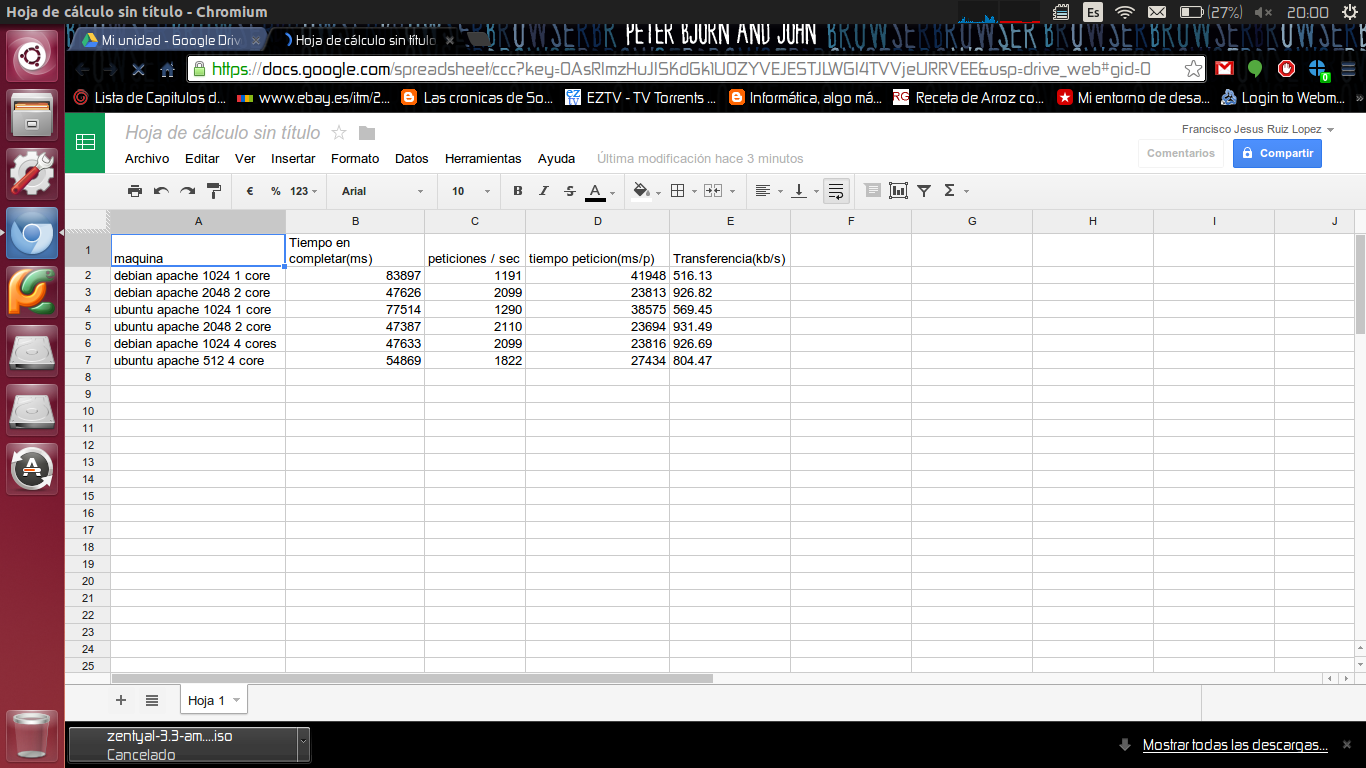 Hoja de cálculo sin título - Chromium
Es
(27%)
20:00
PETER BJORN AND JOHN
Mi unidad - Google Driv
Hoja de cálculo sin título
https://docs.google.com/spreadsheet/ccc?key=0AsRlmzHuJISKdGk1U0ZYVEJESTJLWGI4TVVjeURRVEE&usp=drive_web#gid=0
Lista de Capitulos d...
www.ebay.es/itm/2...
Las cronicas de So...
EZTV - TV Torrents ...
Informática, algo má...
Receta de Arroz co...
Mi entorno de desa...
Login to Webm...
Hoja de cálculo sin título
Francisco Jesus Ruiz Lopez
Archivo Editar Ver Insertar Formato Datos Herramientas Ayuda Última modificación hace 3 minutos
Comentarios
Compartir
€ % 123 Arial 10 B I S A Σ
A B C D E F G H I J
1 maquina Tiempo en completar(ms) peticiones / sec tiempo peticion(ms/p) Transferencia(kb/s)
2 debian apache 1024 1 core 83897 1191 41948 516.13
3 debian apache 2048 2 core 47626 2099 23813 926.82
4 ubuntu apache 1024 1 core 77514 1290 38575 569.45
5 ubuntu apache 2048 2 core 47387 2110 23694 931.49
6 debian apache 1024 4 cores 47633 2099 23816 926.69
7 ubuntu apache 512 4 core 54869 1822 27434 804.47
8
9
10
11
12
13
14
15
16
17
18
19
20
21
22
23
24
25
Hoja 1
zentyal-3.3-am....iso
Cancelado
Mostrar todas las descargas...